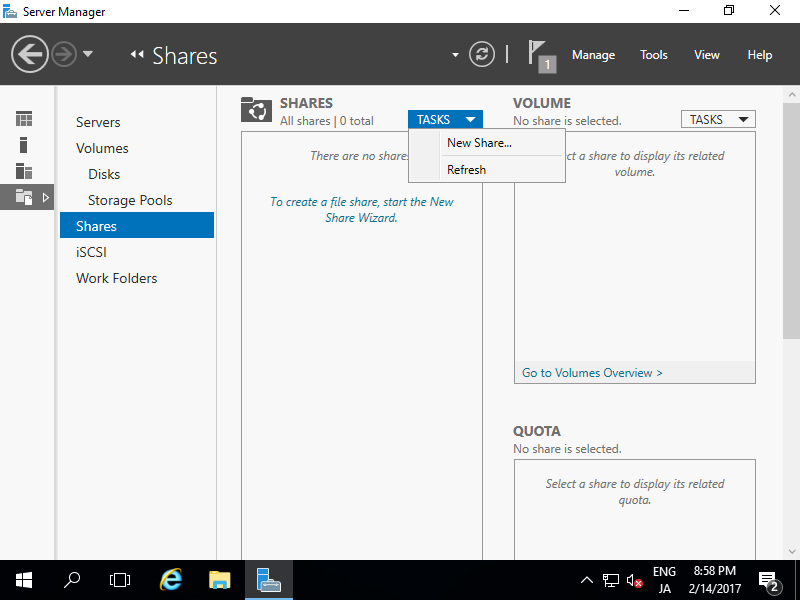 Server Manager
Shares
1
Manage
Tools
View
Help
Servers
Volumes
Disks
Storage Pools
Shares
iSCSI
Work Folders
SHARES
All shares | 0 total
TASKS
New Share...
Refresh
There are no shares
To create a file share, start the New
Share Wizard.
VOLUME
No share is selected.
TASKS
a share to display its related
volume.
Go to Volumes Overview >
QUOTA
No share is selected.
Select a share to display its related
quota.
ENG
JA
8:58 PM
2/14/2017
2